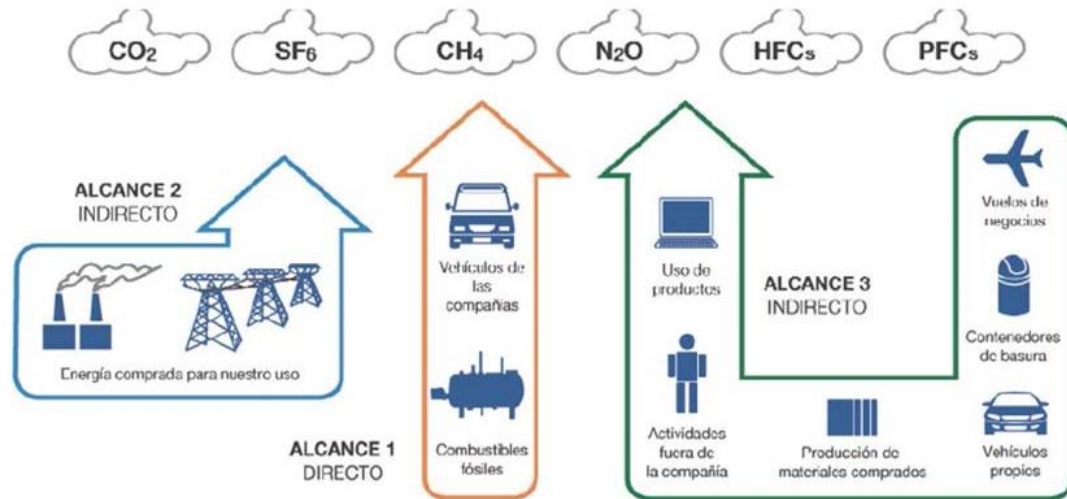 CO2
SF6
CH4
N2O
HFCs
PFCs
ALCANCE 2
INDIRECTO
Energía comprada para nuestro uso
ALCANCE 1
DIRECTO
Vehículos de
las
compañías
Combustibles
fósiles
Uso de
productos
Actividades
fuera de
la compañía
ALCANCE 3
INDIRECTO
Producción de
materiales comprados
Vuelos de
negocios
Contenedores
de basura
Vehículos
propios